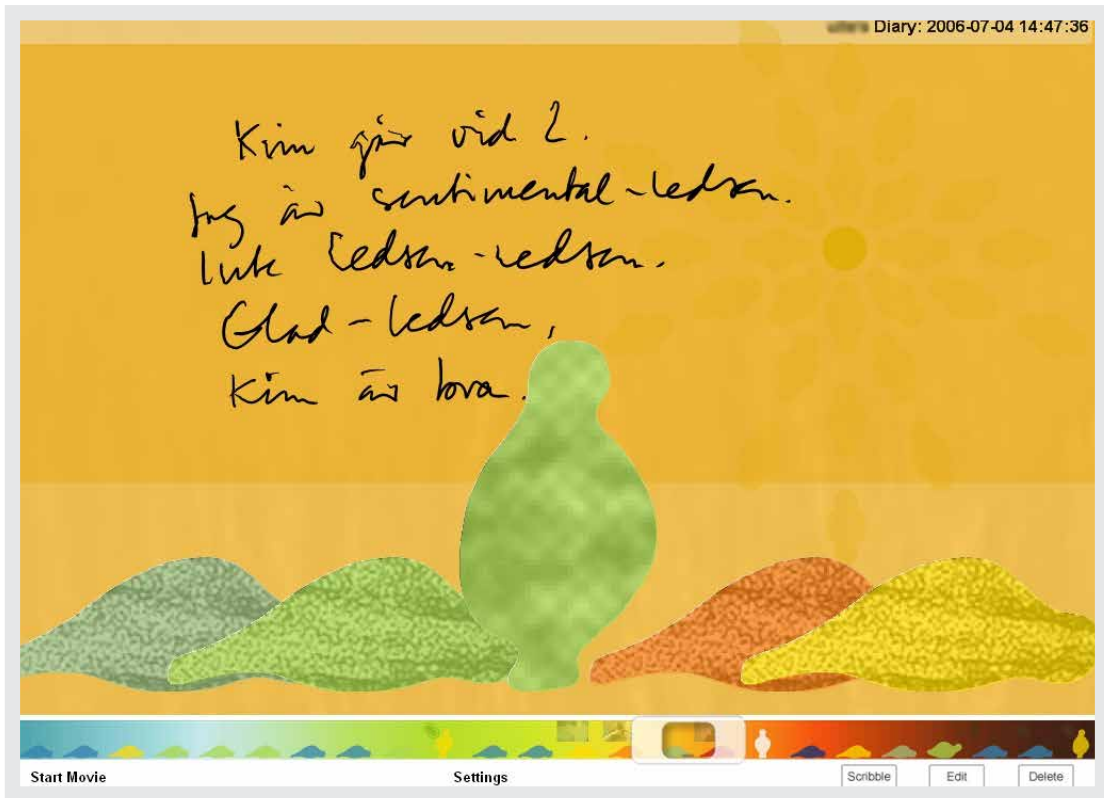 Diary: 2006-07-04 14:47:36
Kim går vid 2.
Jag är sentimental-ledsen.
Inte ledsen-ledsen.
Glad-ledsen,
Kim är bra.
Start Movie Settings Scribble Edit Delete